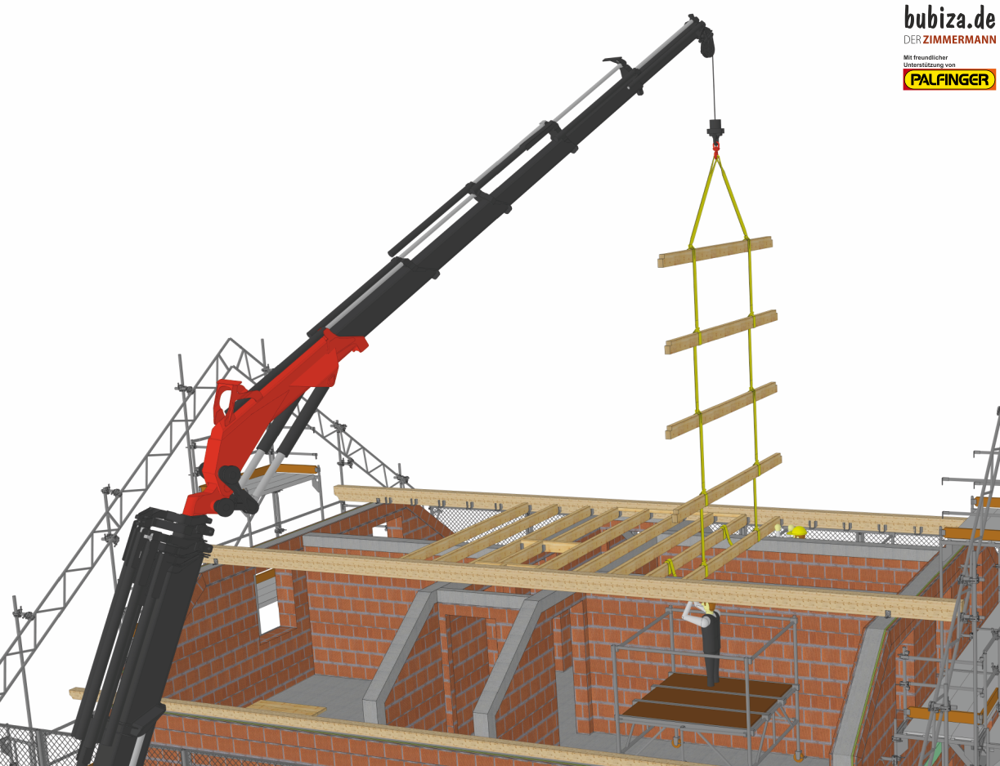 bubiza.de
DER ZIMMERMANN
Mit freundlicher
Unterstützung von
PALFINGER